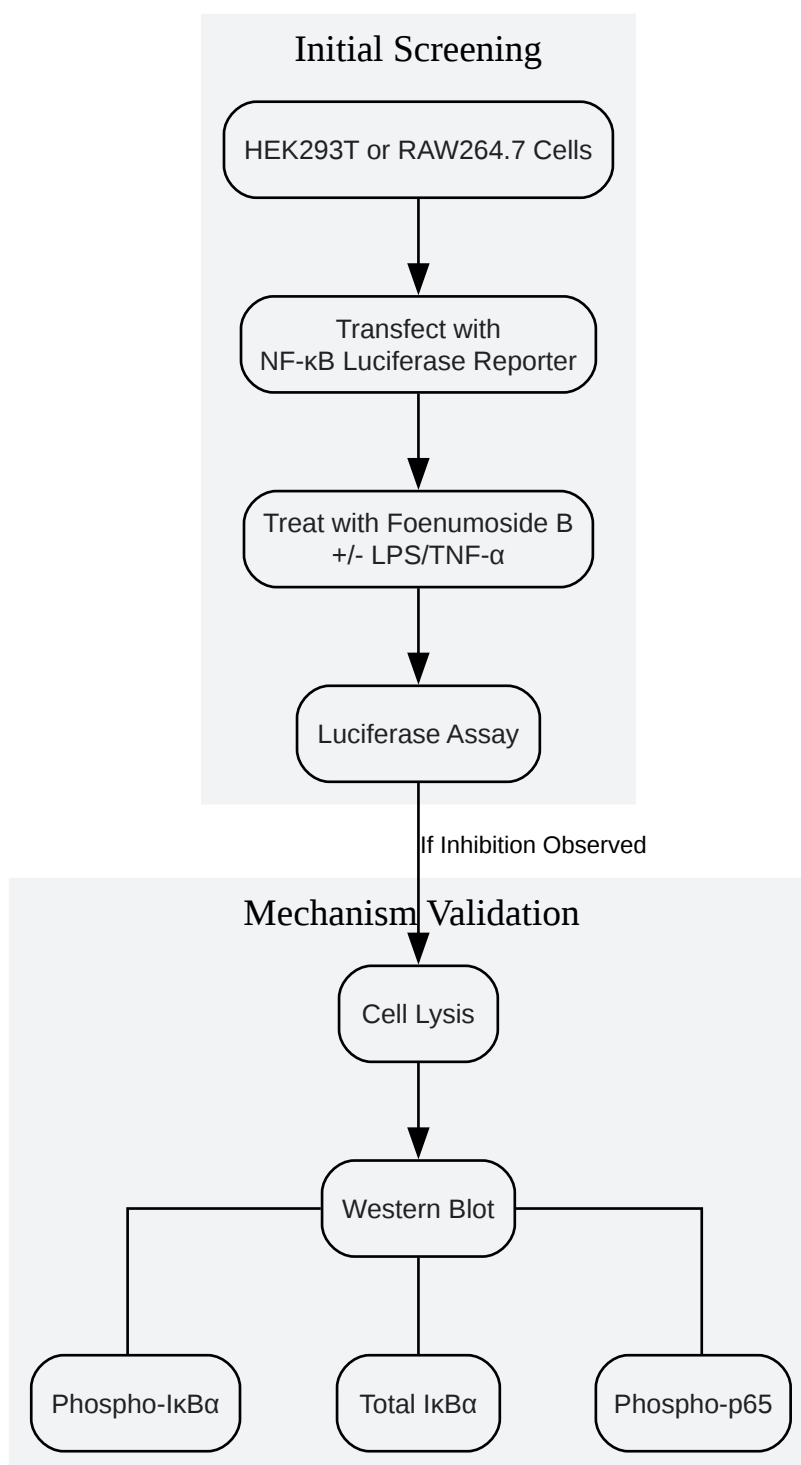 Initial Screening
HEK293T or RAW264.7 Cells
Transfect with
NF-κB Luciferase Reporter
Treat with Foenumoside B
+/- LPS/TNF-α
Luciferase Assay
If Inhibition Observed
Mechanism Validation
Cell Lysis
Western Blot
Phospho-IκBα
Total IκBα
Phospho-p65